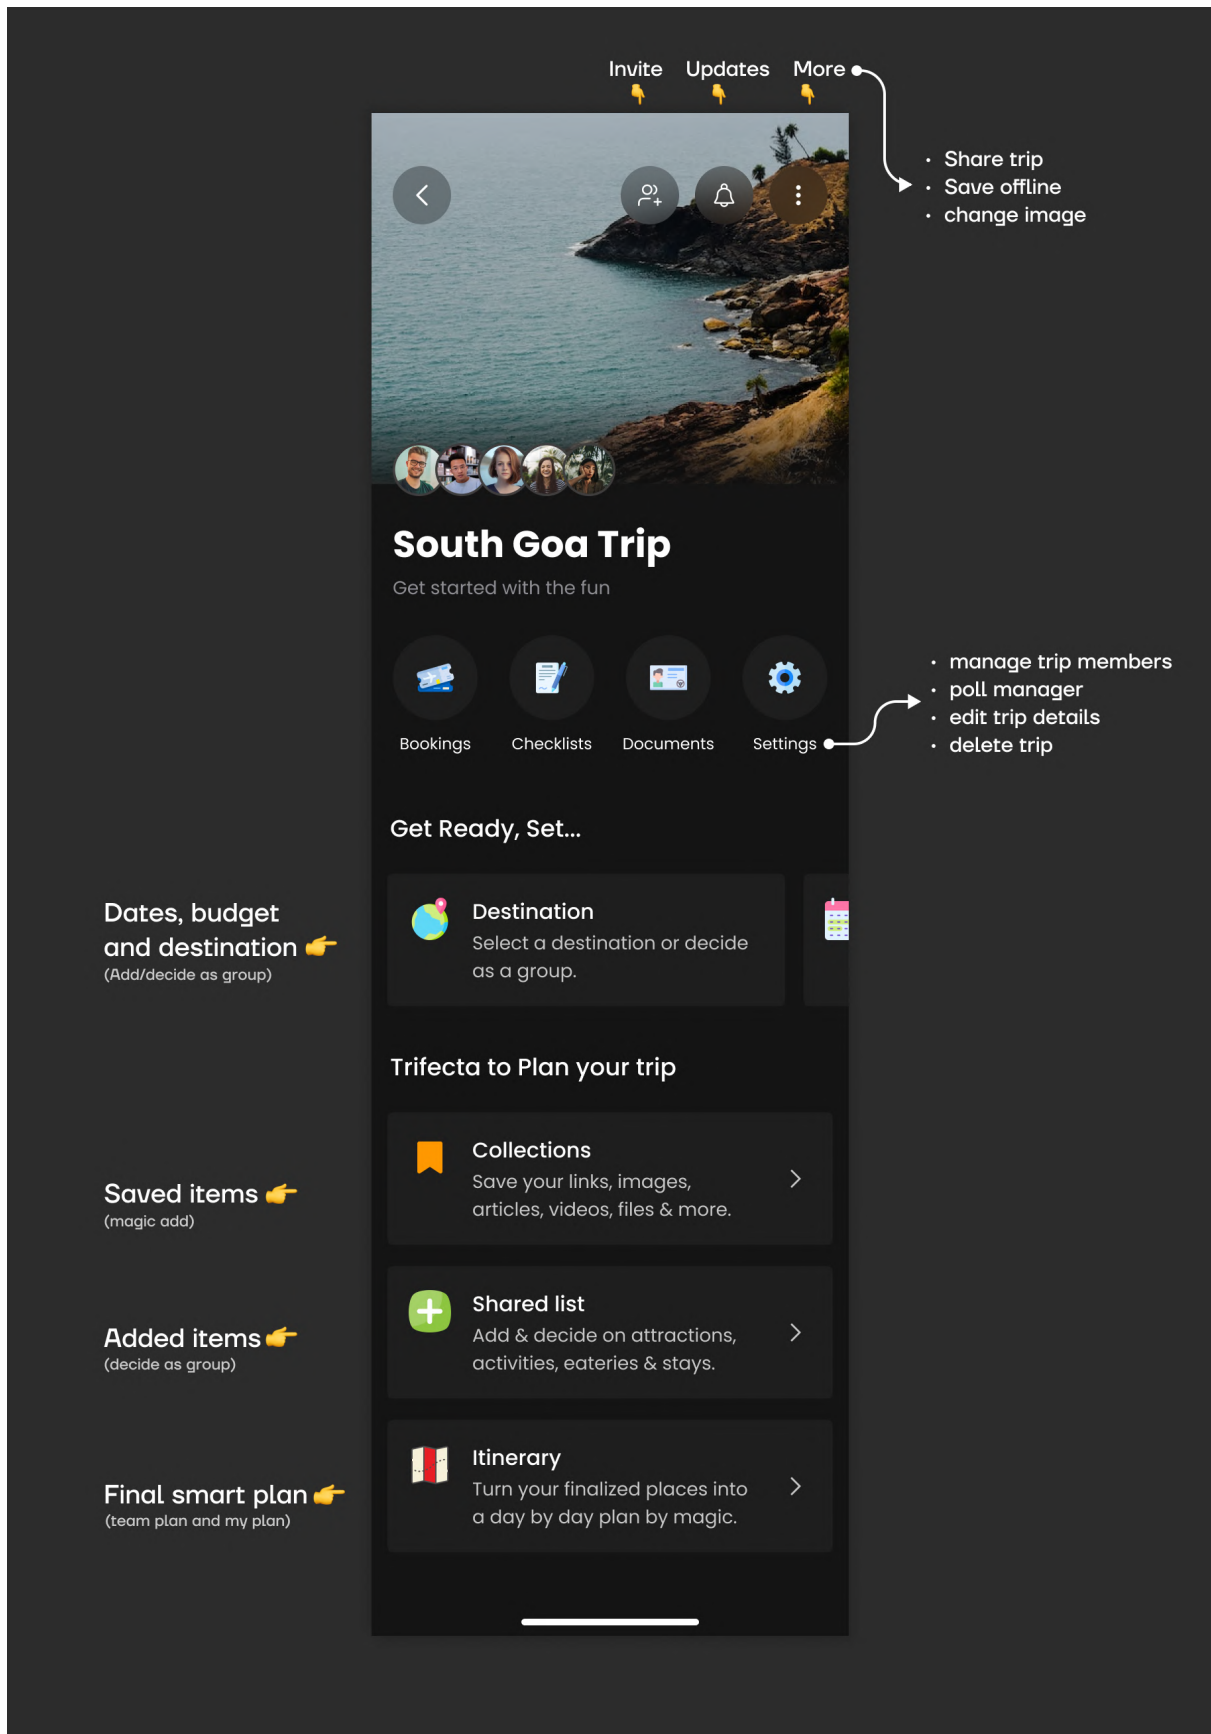 Invite
Updates
More
· Share trip
· Save offline
· change image
South Goa Trip
Get started with the fun
Bookings
Checklists
Documents
Settings
· manage trip members
· poll manager
· edit trip details
· delete trip
Get Ready, Set...
Dates, budget
and destination
(Add/decide as group)
Destination
Select a destination or decide
as a group.
Trifecta to Plan your trip
Saved items
(magic add)
Collections
Save your links, images,
articles, videos, files & more.
Added items
(decide as group)
Shared list
Add & decide on attractions,
activities, eateries & stays.
Final smart plan
(team plan and my plan)
Itinerary
Turn your finalized places into
a day by day plan by magic.